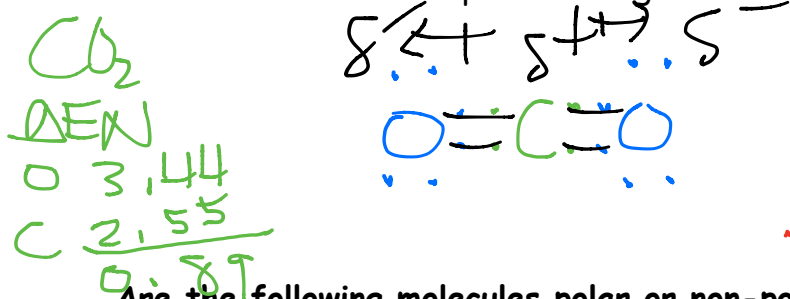 CO2
ΔEN
O 3.44
C 2.55
0.89
δ- δ+ δ-
O=C=O
Are the following molecules polar or non-po